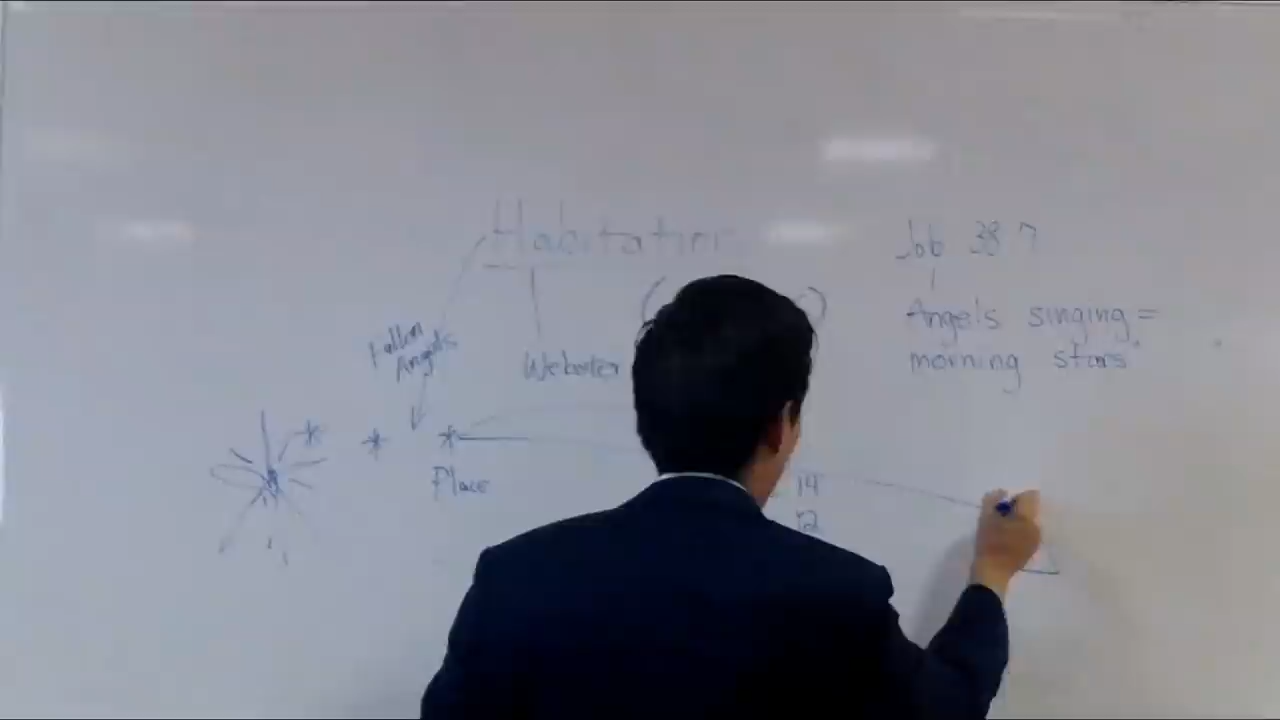 Habitation
Job 38 7
Angels singing =
morning stars"
Fallen
Angels
Webster
Place
14
12